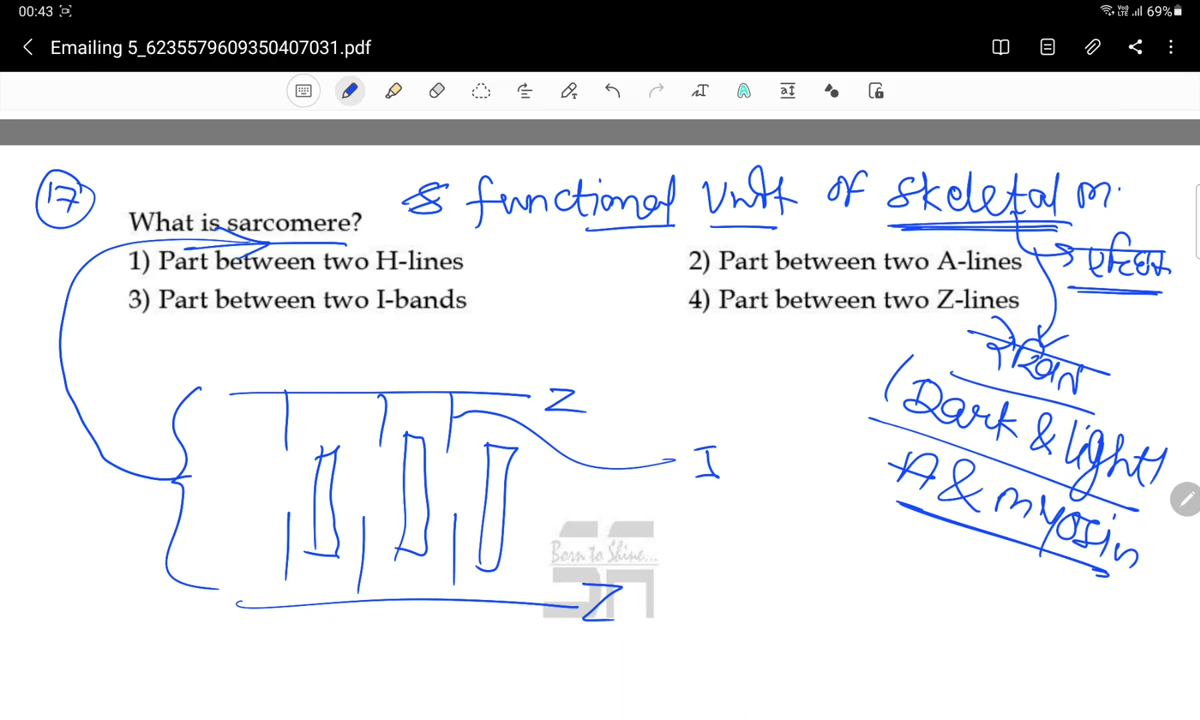 00:43
VoD LTE 69%
Emailing 5_6235579609350407031.pdf
17
functional Unit of skeletal m.
What is sarcomere?
1) Part between two H-lines
2) Part between two A-lines
3) Part between two I-bands
4) Part between two Z-lines
(Dark & light)
A & myosin
Z
I
Born to Shine...
Z